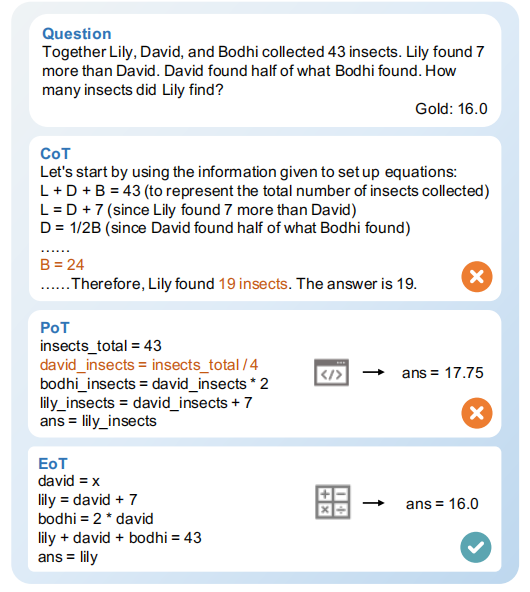 Question
Together Lily, David, and Bodhi collected 43 insects. Lily found 7
more than David. David found half of what Bodhi found. How
many insects did Lily find?
Gold: 16.0
CoT
Let's start by using the information given to set up equations:
L + D + B = 43 (to represent the total number of insects collected)
L = D + 7 (since Lily found 7 more than David)
D = 1/2B (since David found half of what Bodhi found)
……
B = 24
……Therefore, Lily found 19 insects. The answer is 19.
PoT
insects_total = 43
david_insects = insects_total / 4
bodhi_insects = david_insects * 2
lily_insects = david_insects + 7
ans = lily_insects
ans = 17.75
EoT
david = x
lily = david + 7
bodhi = 2 * david
lily + david + bodhi = 43
ans = lily
ans = 16.0